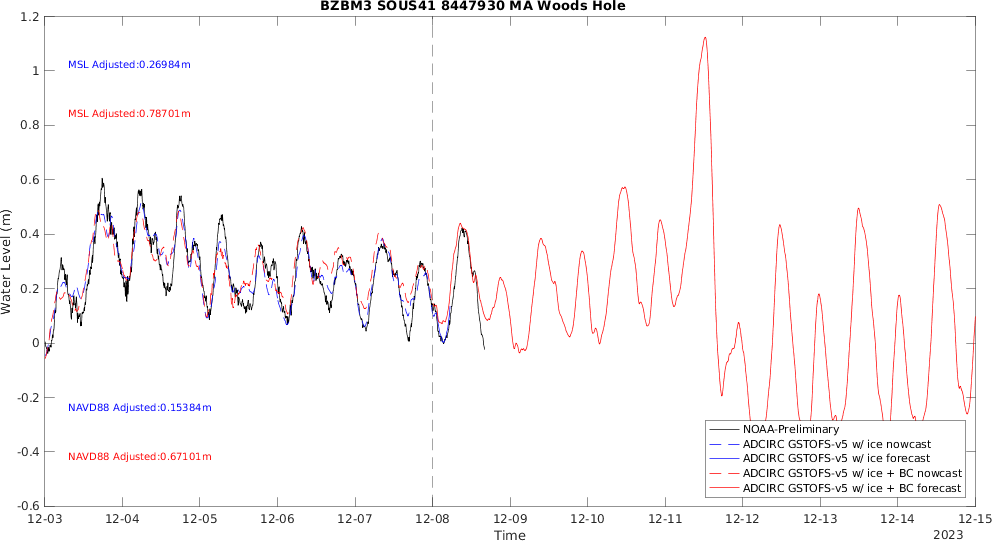 BZBM3 SOUS41 8447930 MA Woods Hole
1.2
1
0.8
0.6
0.4
0.2
0
-0.2
-0.4
-0.6
Water Level (m)
MSL Adjusted:0.26984m
MSL Adjusted:0.78701m
NAVD88 Adjusted:0.15384m
NAVD88 Adjusted:0.67101m
NOAA-Preliminary
ADCIRC GSTOFS-v5 w/ ice nowcast
ADCIRC GSTOFS-v5 w/ ice forecast
ADCIRC GSTOFS-v5 w/ ice + BC nowcast
ADCIRC GSTOFS-v5 w/ ice + BC forecast
12-03 12-04 12-05 12-06 12-07 12-08 12-09 12-10 12-11 12-12 12-13 12-14 12-15
Time
2023